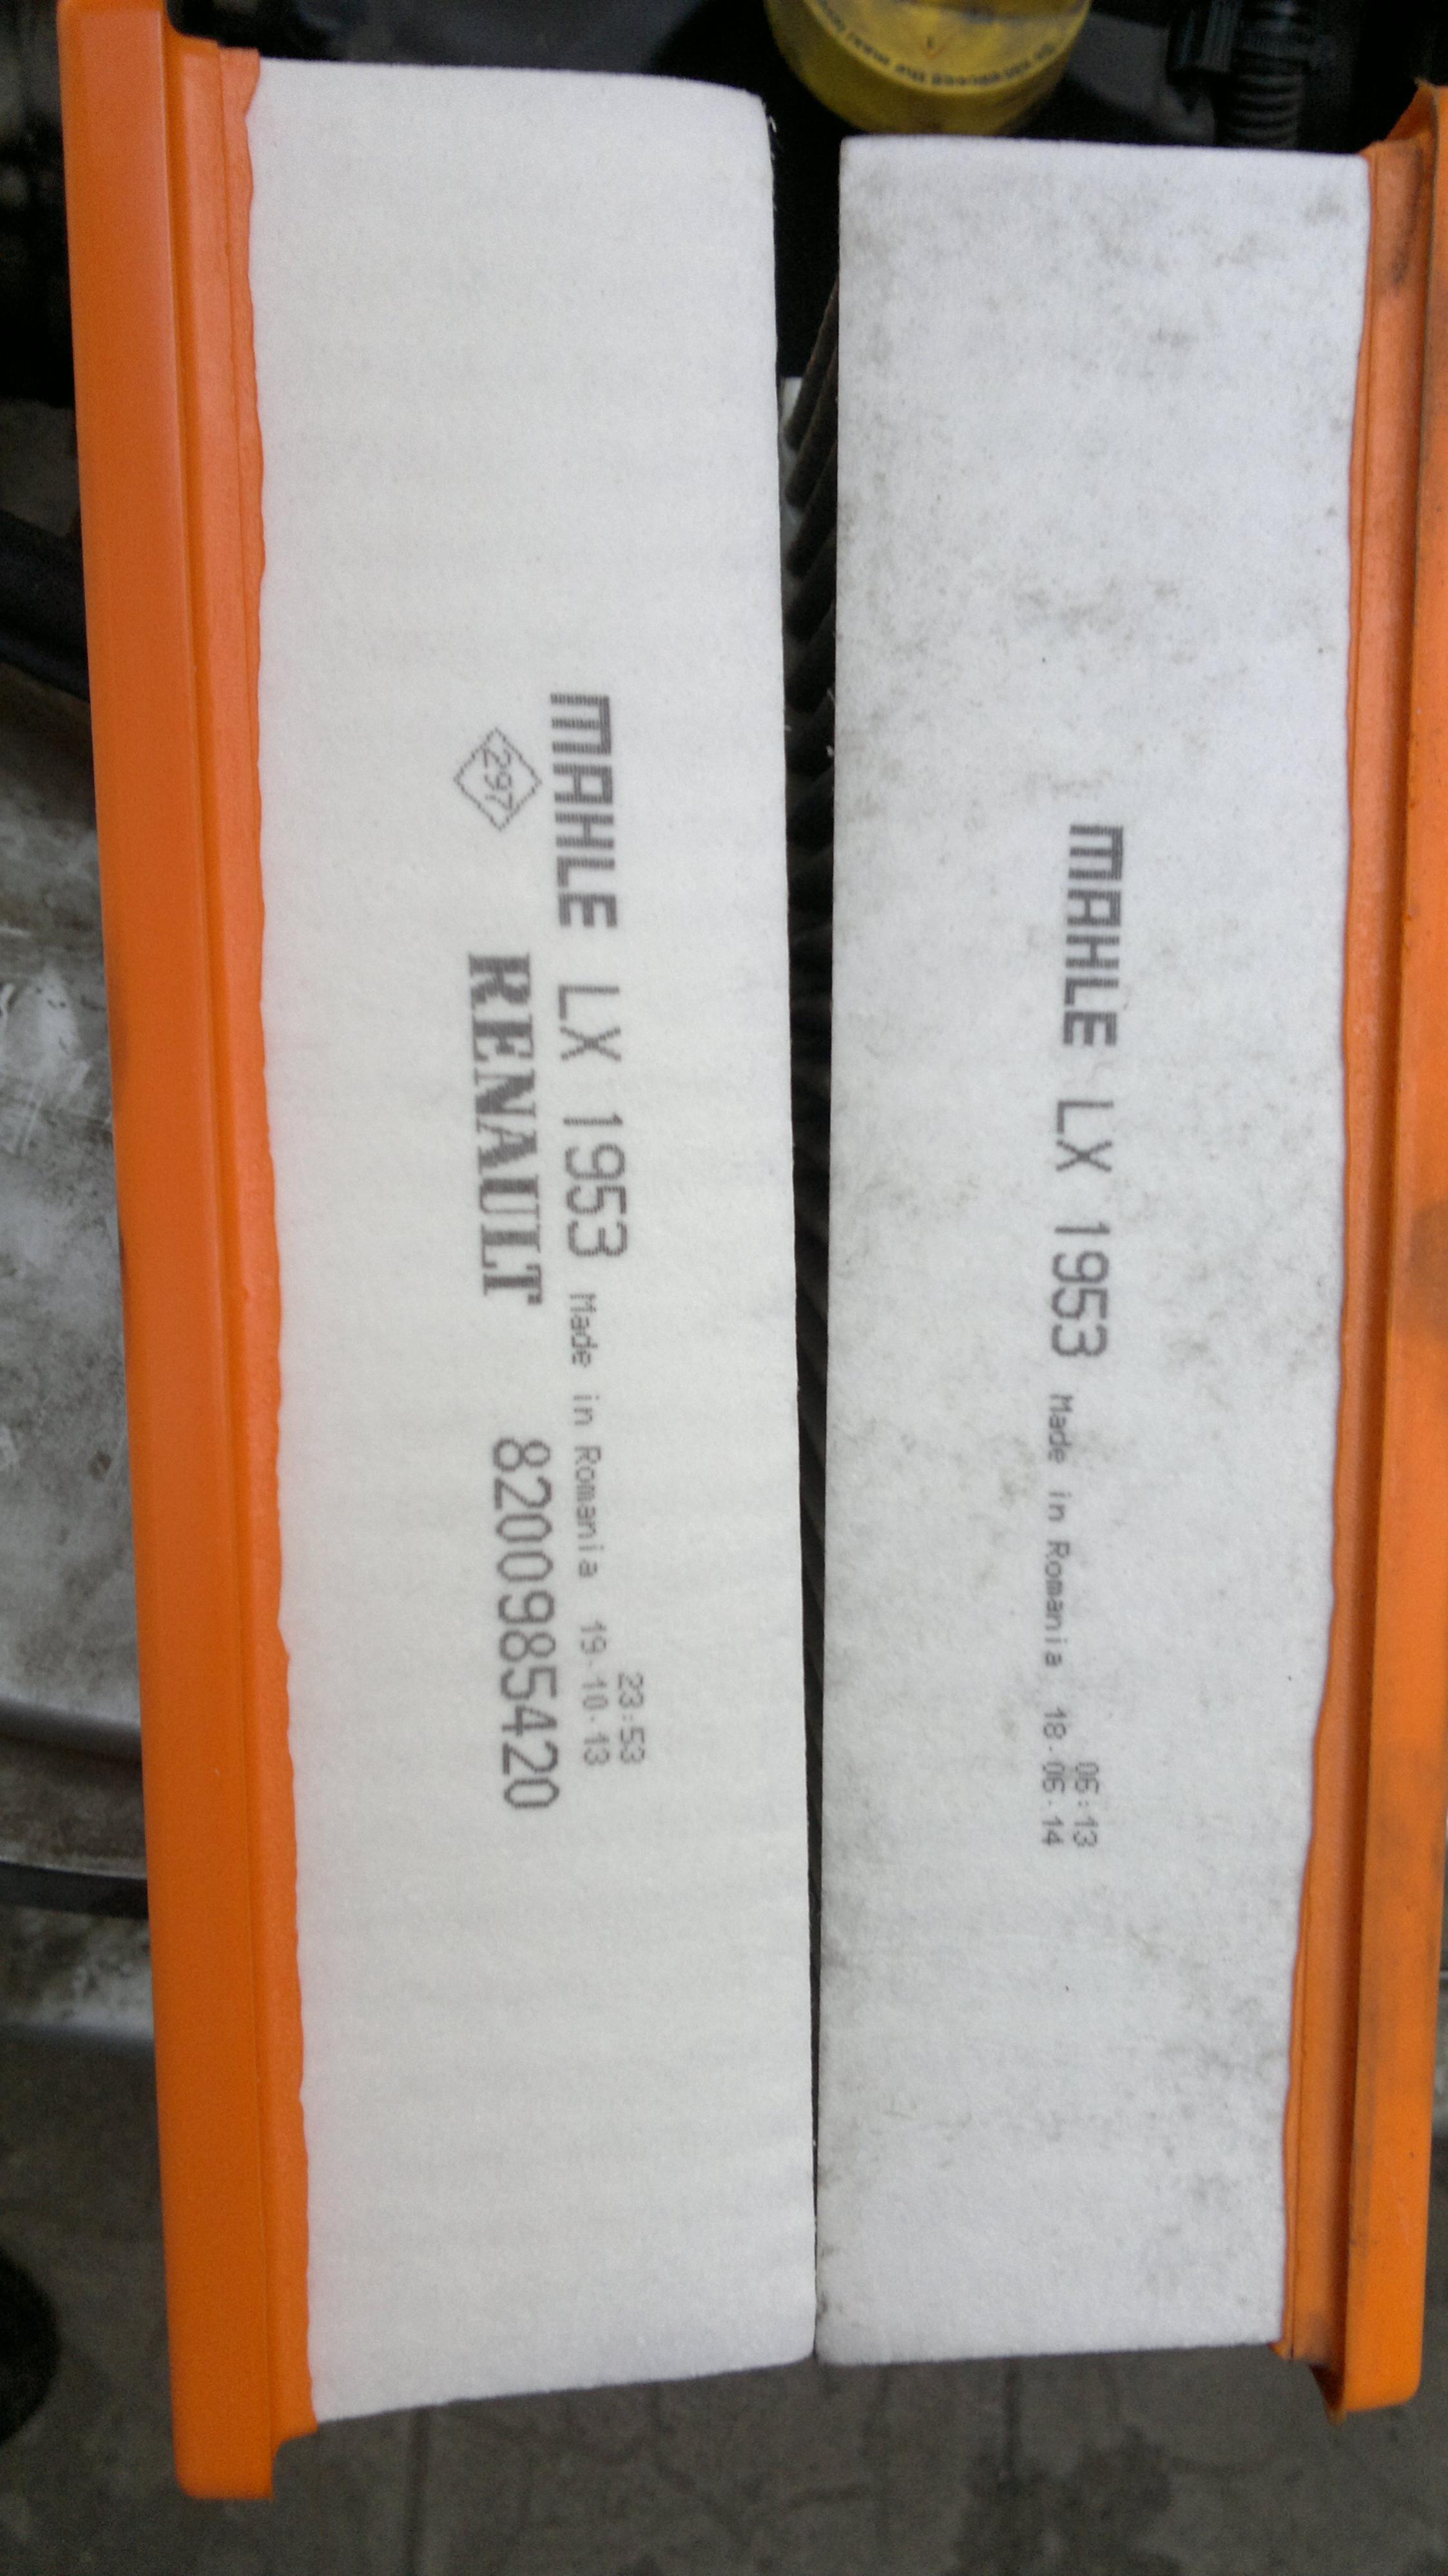 23:53
MAHLE LX 1953 Made in Romania 19·10·13
297 RENAULT 8200985420
06:13
MAHLE LX 1953 Made in Romania 18·06·14